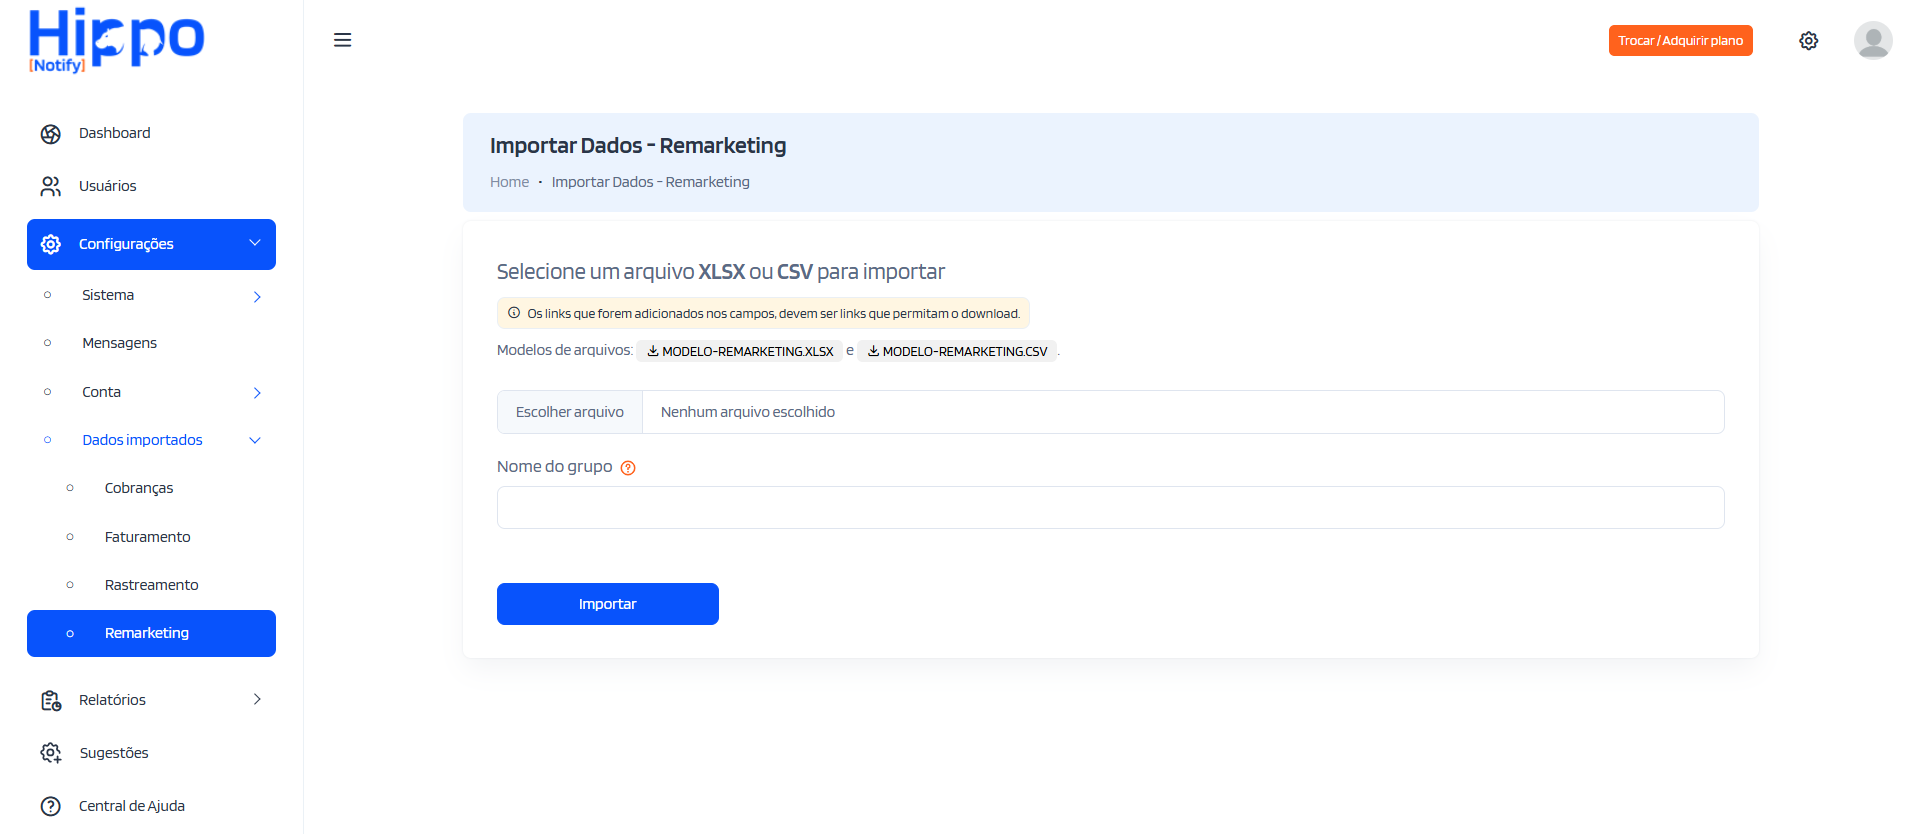 Hippo
[Notify]
Trocar / Adquirir plano
Dashboard
Usuários
Configurações
Sistema
Mensagens
Conta
Dados importados
Cobranças
Faturamento
Rastreamento
Remarketing
Relatórios
Sugestões
Central de Ajuda
Importar Dados - Remarketing
Home • Importar Dados - Remarketing
Selecione um arquivo XLSX ou CSV para importar
Os links que forem adicionados nos campos, devem ser links que permitam o download.
Modelos de arquivos: MODELO-REMARKETING.XLSX e MODELO-REMARKETING.CSV.
Escolher arquivo Nenhum arquivo escolhido
Nome do grupo
Importar